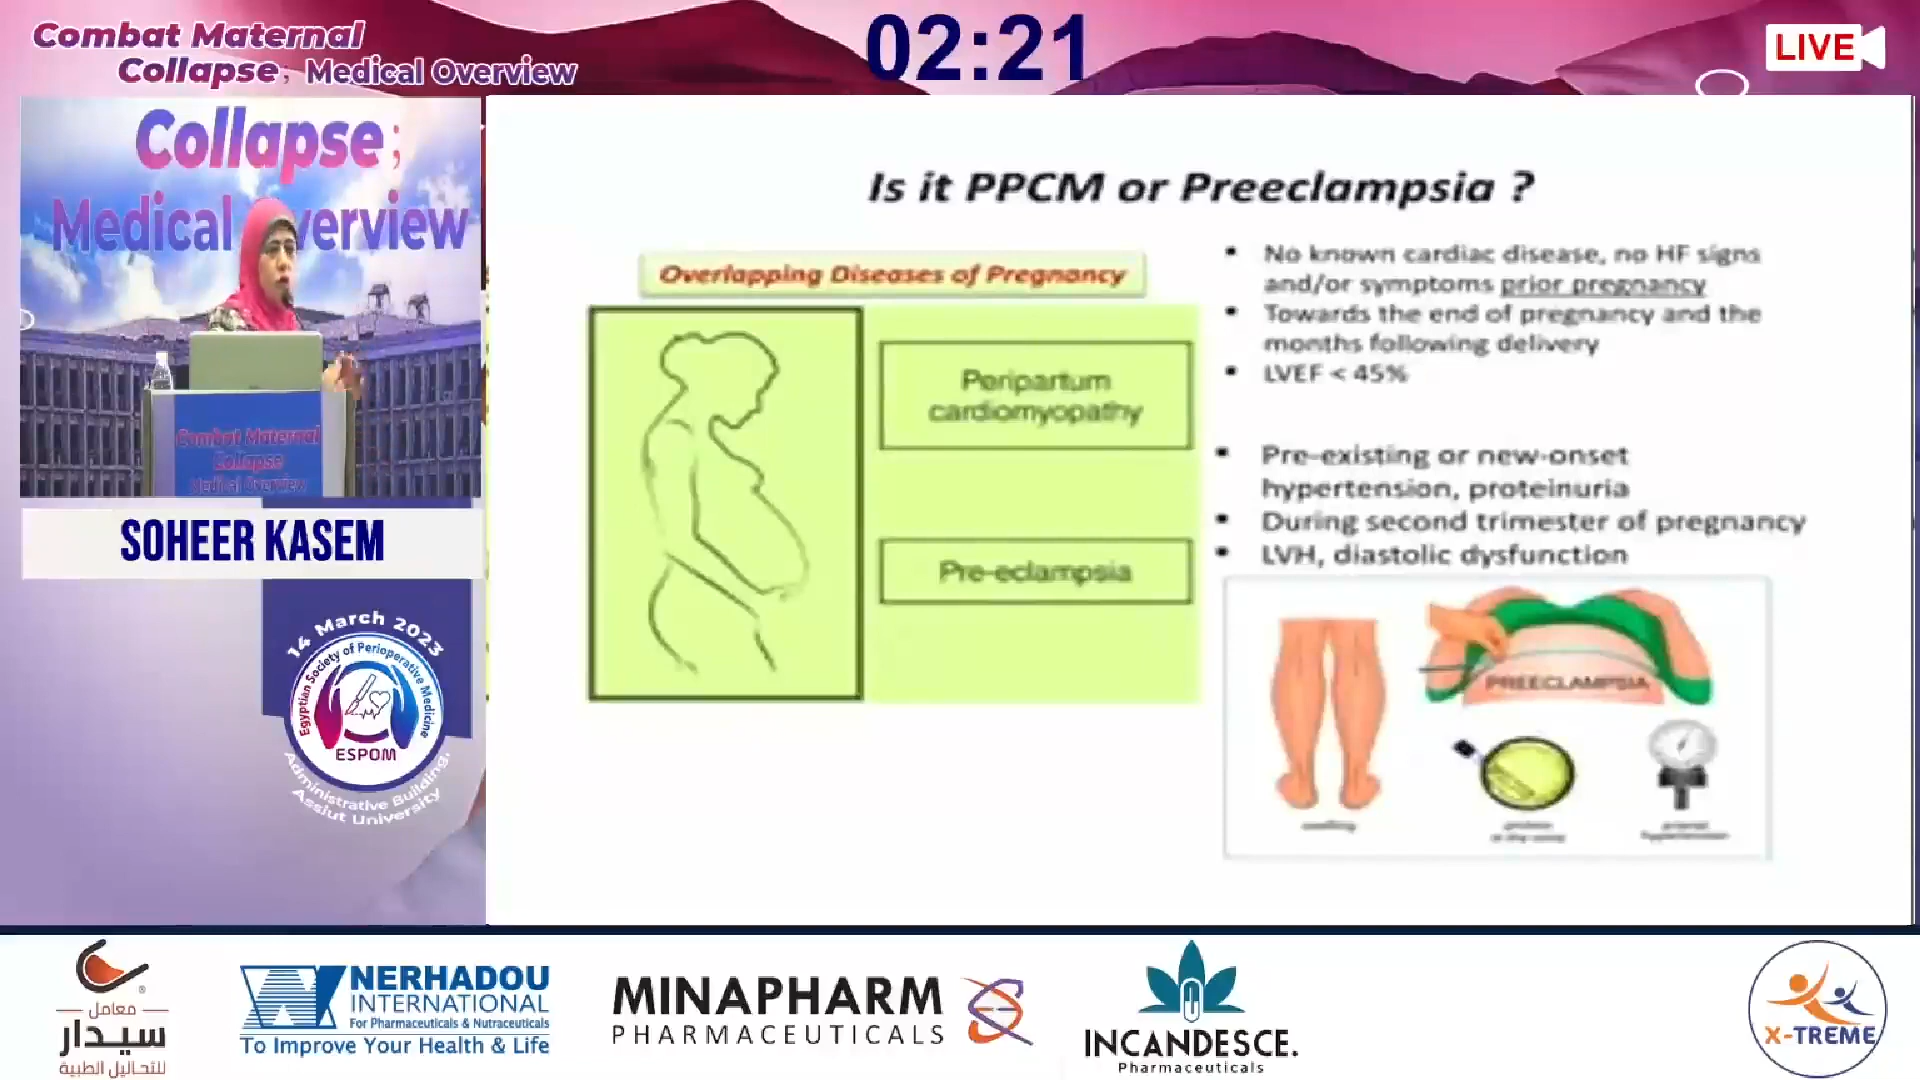 Combat Maternal
Collapse; Medical Overview
02:21
LIVE
Collapse;
Medical Overview
Combat Maternal
Collapse
Medical Overview
SOHEER KASEM
14 March 2023
Egyptian Society of Perioperative Medicine
ESPOM
Administrative Building,
Assiut University
Is it PPCM or Preeclampsia ?
Overlapping Diseases of Pregnancy
Peripartum
cardiomyopathy
Pre-eclampsia
▪ No known cardiac disease, no HF signs
and/or symptoms prior pregnancy
▪ Towards the end of pregnancy and the
months following delivery
▪ LVEF < 45%
▪ Pre-existing or new-onset
hypertension, proteinuria
▪ During second trimester of pregnancy
▪ LVH, diastolic dysfunction
PREECLAMPSIA
swelling
protein
in the urine
hypertension
معامل
سيدار
للتحاليل الطبية
NERHADOU
INTERNATIONAL
For Pharmaceuticals & Nutraceuticals
To Improve Your Health & Life
MINAPHARM
PHARMACEUTICALS
INCANDESCE.
Pharmaceuticals
X-TREME